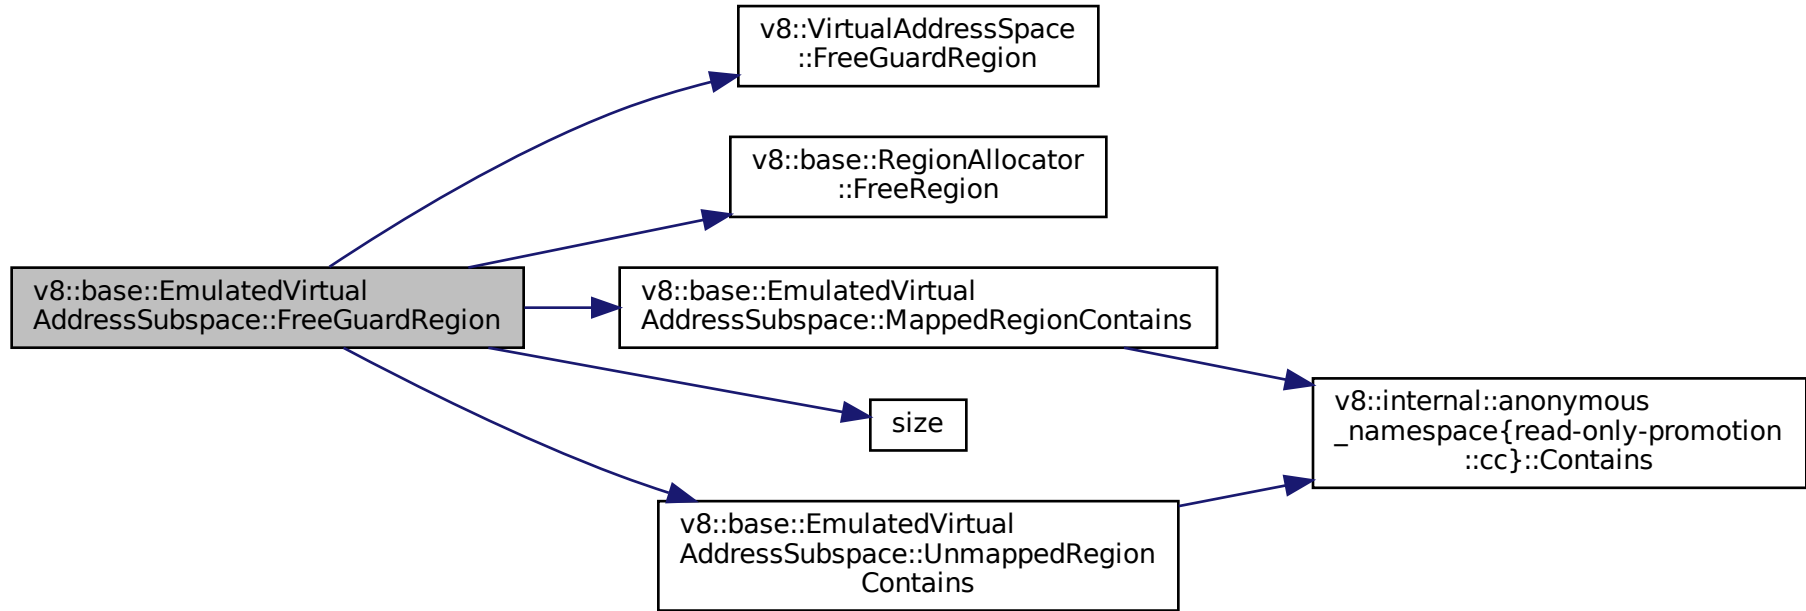 v8::VirtualAddressSpace
::FreeGuardRegion
v8::base::RegionAllocator
::FreeRegion
v8::base::EmulatedVirtual
AddressSubspace::FreeGuardRegion
v8::base::EmulatedVirtual
AddressSubspace::MappedRegionContains
size
v8::internal::anonymous
_namespace{read-only-promotion
::cc}::Contains
v8::base::EmulatedVirtual
AddressSubspace::UnmappedRegion
Contains